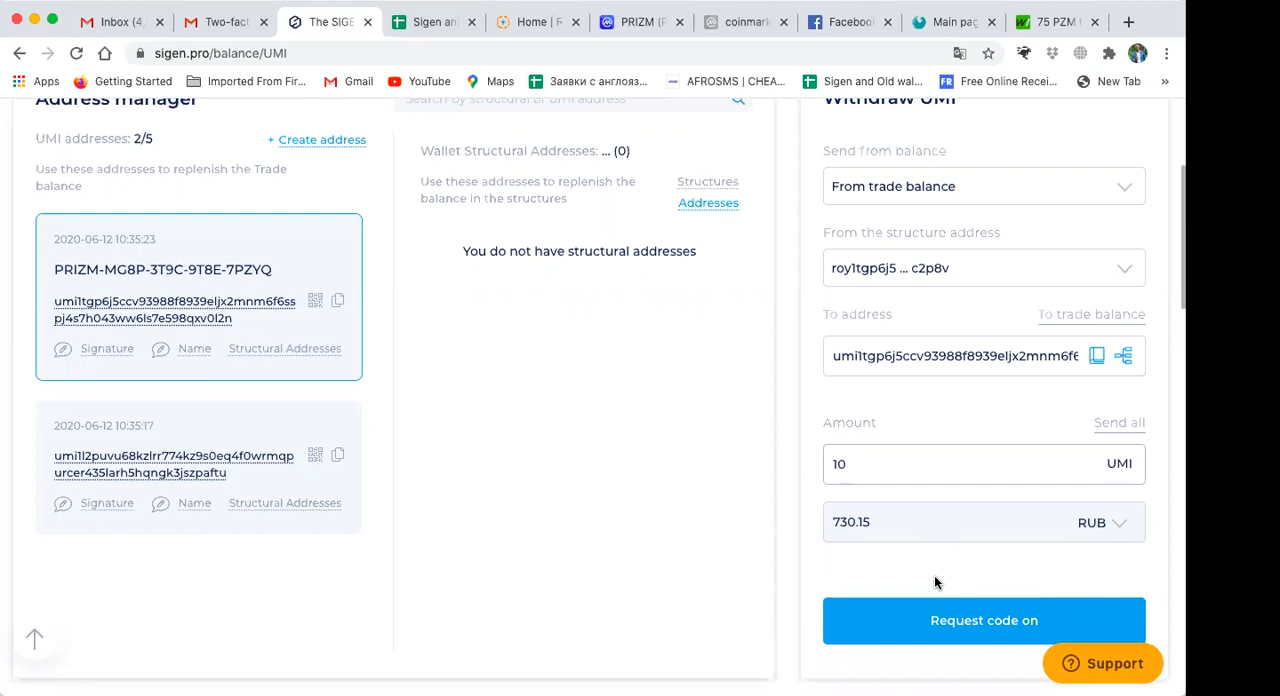 Inbox (4,
Two-fact
The SIGE
Sigen an
Home | R
PRIZM (P
coinmark
Facebook
Main pag
75 PZM t
sigen.pro/balance/UMI
Apps
Getting Started
Imported From Fir...
Gmail
YouTube
Maps
Заявки с англояз...
AFROSMS | CHEA...
Sigen and Old wal...
Free Online Recei...
New Tab
»
Address manager
UMI addresses: 2/5
+ Create address
Use these addresses to replenish the Trade
balance
2020-06-12 10:35:23
PRIZM-MG8P-3T9C-9T8E-7PZYQ
umi1tgp6j5ccv93988f8939eljx2mnm6f6ss
pj4s7h043ww6ls7e598qxv0l2n
Signature
Name
Structural Addresses
2020-06-12 10:35:17
umi1l2puvu68kzlrr774kz9s0eq4f0wrmqp
urcer435larh5hqngk3jszpaftu
Signature
Name
Structural Addresses
Search by structural or umi address
Wallet Structural Addresses: ... (0)
Use these addresses to replenish the
balance in the structures
Structures
Addresses
You do not have structural addresses
Withdraw UMI
Send from balance
From trade balance
From the structure address
roy1tgp6j5 ... c2p8v
To address
To trade balance
umi1tgp6j5ccv93988f8939eljx2mnm6f6
Amount
Send all
10
UMI
730.15
RUB
Request code on
Support